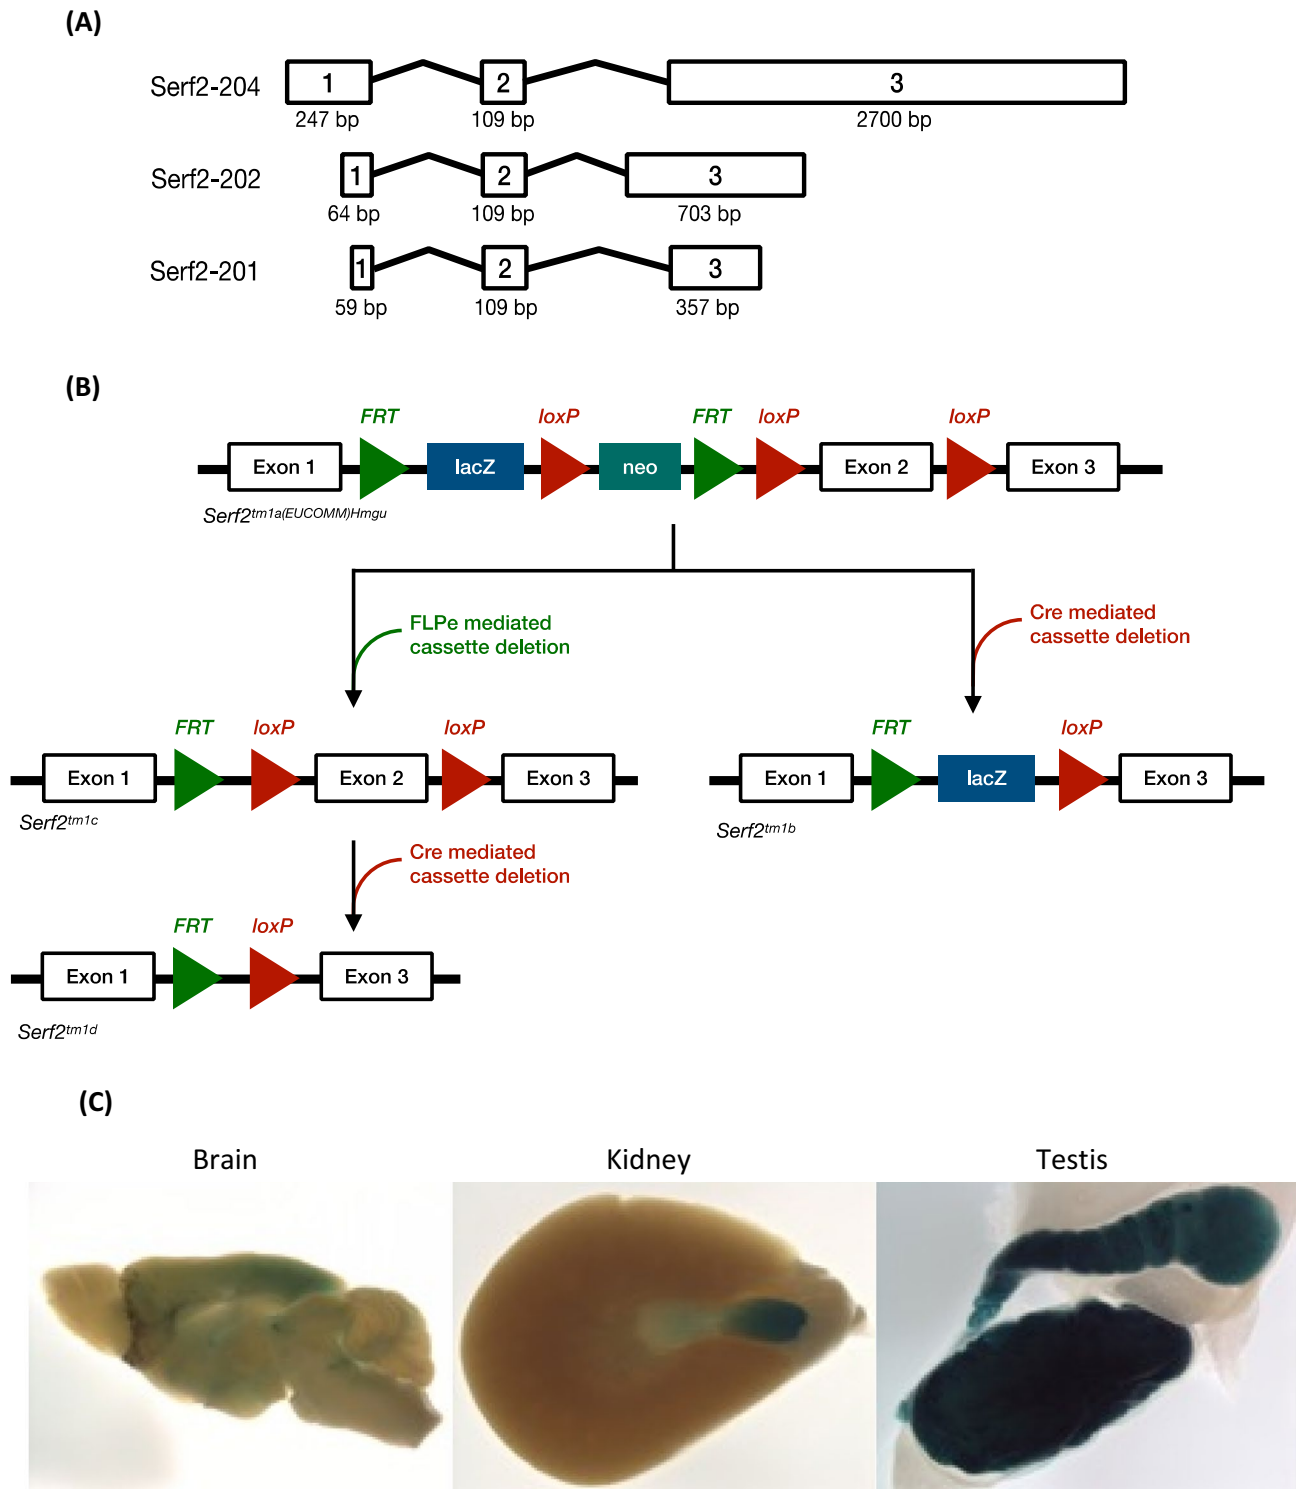 (A)
Serf2-204
1
2
3
247 bp
109 bp
2700 bp
Serf2-202
1
2
3
64 bp
109 bp
703 bp
Serf2-201
1
2
3
59 bp
109 bp
357 bp
(B)
FRT
loxP
FRT
loxP
loxP
Exon 1
lacZ
neo
Exon 2
Exon 3
Serf2tm1a(EUCOMM)Hmgu
FLPe mediated
cassette deletion
Cre mediated
cassette deletion
FRT
loxP
loxP
Exon 1
Exon 2
Exon 3
Serf2tm1c
FRT
loxP
Exon 1
lacZ
Exon 3
Serf2tm1b
Cre mediated
cassette deletion
FRT
loxP
Exon 1
Exon 3
Serf2tm1d
(C)
Brain
Kidney
Testis